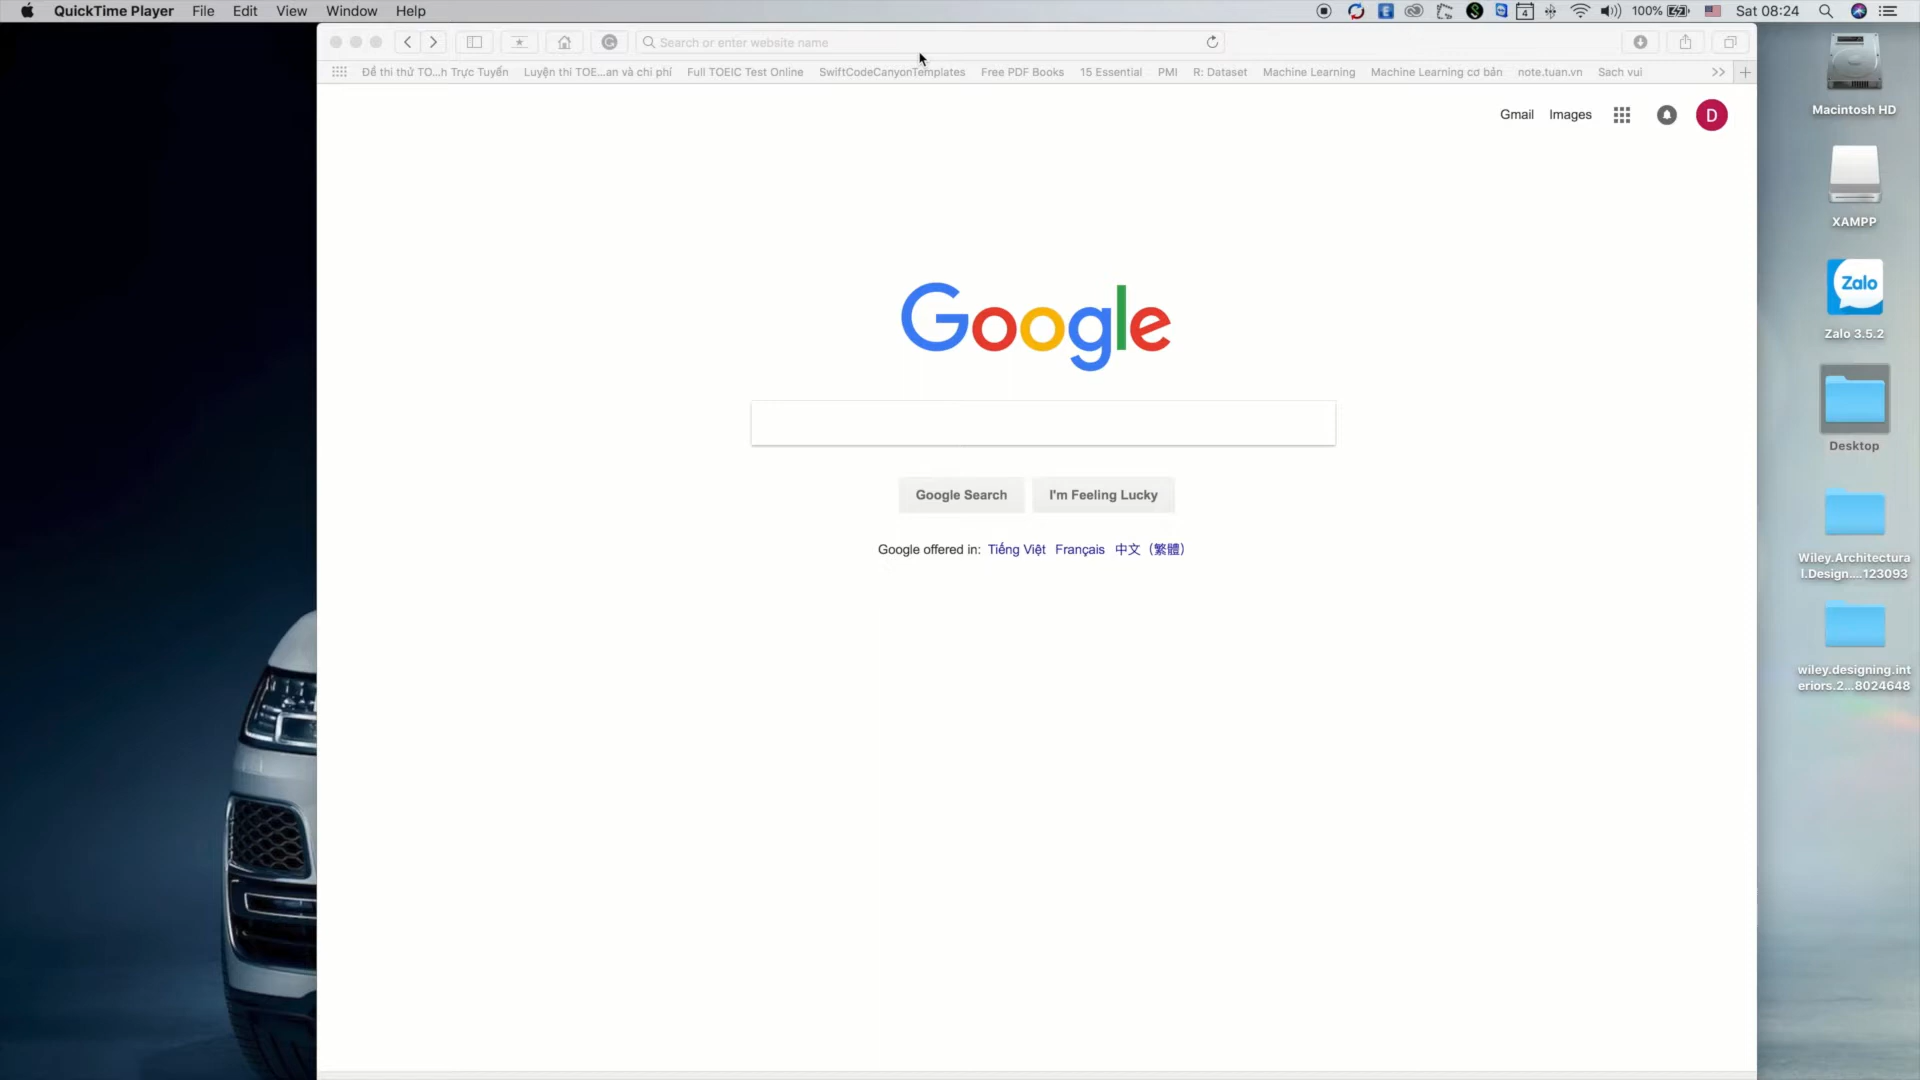 QuickTime Player File Edit View Window Help 100% Sat 08:24
Search or enter website name
Đề thi thử TO...h Trực Tuyến Luyện thi TOE...an và chi phí Full TOEIC Test Online SwiftCodeCanyonTemplates Free PDF Books 15 Essential PMI R: Dataset Machine Learning Machine Learning cơ bản note.tuan.vn Sach vui
Gmail Images D
Google
Google Search I'm Feeling Lucky
Google offered in: Tiếng Việt Français 中文（繁體）
Macintosh HD
XAMPP
Zalo
Zalo 3.5.2
Desktop
Wiley.Architectura
l.Design....123093
wiley.designing.int
eriors.2...8024648